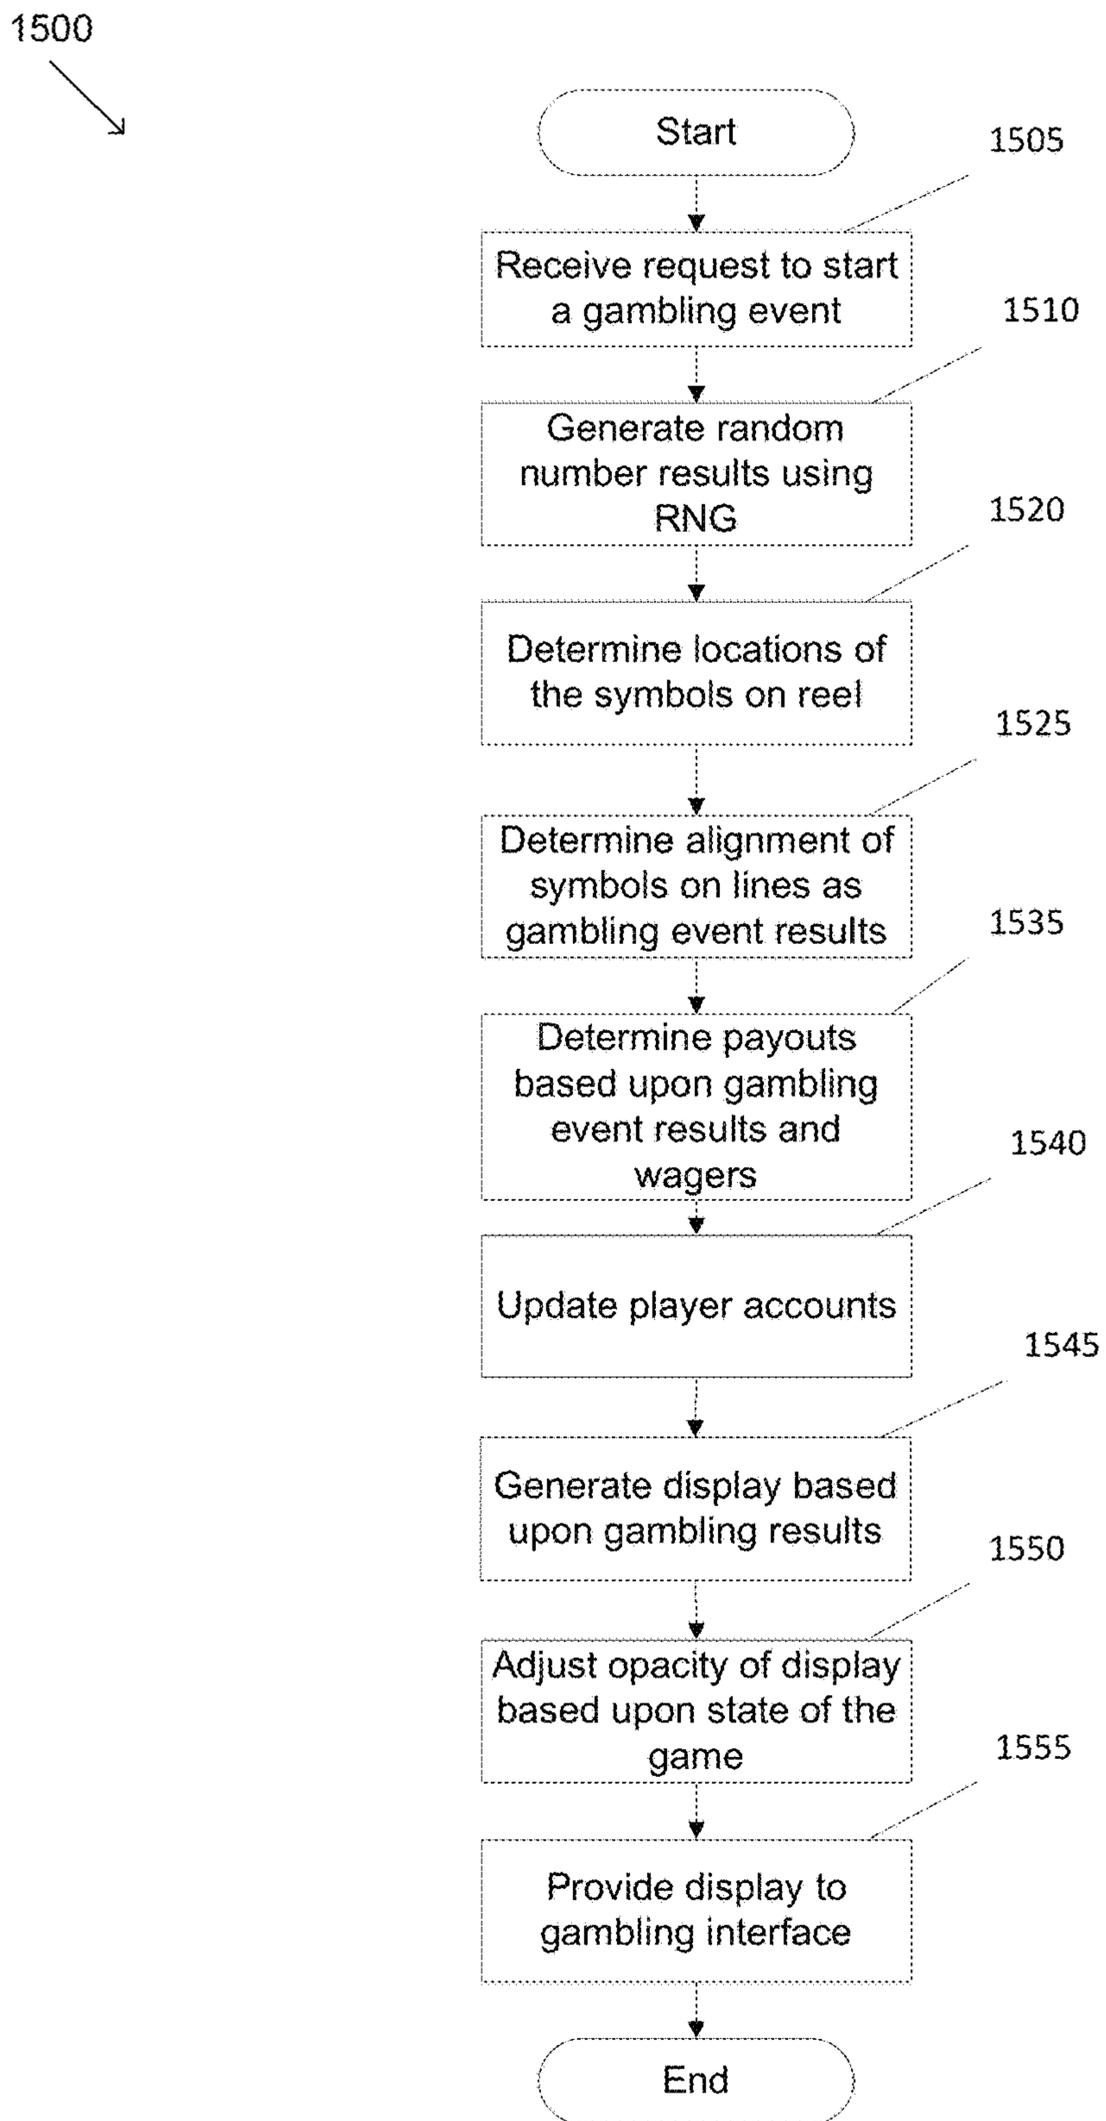 1500
Start
1505
Receive request to start
a gambling event
1510
Generate random
number results using
RNG
1520
Determine locations of
the symbols on reel
1525
Determine alignment of
symbols on lines as
gambling event results
1535
Determine payouts
based upon gambling
event results and
wagers
1540
Update player accounts
1545
Generate display based
upon gambling results
1550
Adjust opacity of display
based upon state of the
game
1555
Provide display to
gambling interface
End